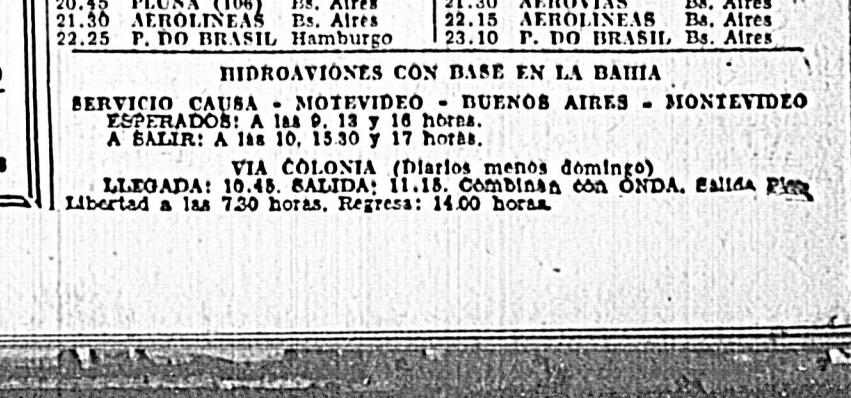 20.45 PLUNA (106) Bs. Aires
21.30 AEROLINEAS Bs. Aires
22.25 P. DO BRASIL Hamburgo
21.30 AEROVIAS Bs. Aires
22.15 AEROLINEAS Bs. Aires
23.10 P. DO BRASIL Bs. Aires
HIDROAVIONES CON BASE EN LA BAHIA
SERVICIO CAUSA - MOTEVIDEO - BUENOS AIRES - MONTEVIDEO
ESPERADOS: A las 9, 13 y 16 horas.
A SALIR: A las 10, 15.30 y 17 horas.
VIA COLONIA (Diarios menos domingo)
LLEGADA: 10.45. SALIDA: 11.15. Combinan con ONDA. Salida
Libertad a las 7.30 horas. Regresa: 14.00 horas.